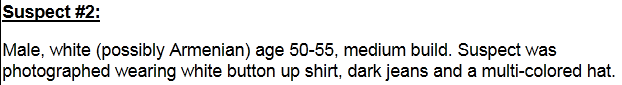 Suspect #2:
Male, white (possibly Armenian) age 50-55, medium build. Suspect was
photographed wearing white button up shirt, dark jeans and a multi-colored hat.